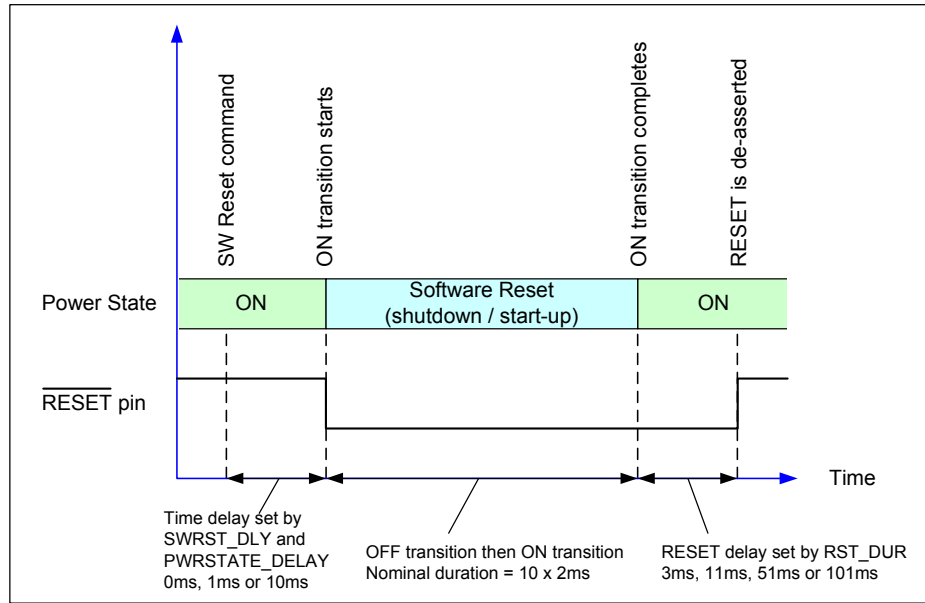 SW Reset command
ON transition starts
ON transition completes
RESET is de-asserted
Power State
ON
Software Reset
(shutdown / start-up)
ON
RESET pin
Time
Time delay set by
SWRST_DLY and
PWRSTATE_DELAY
0ms, 1ms or 10ms
OFF transition then ON transition
Nominal duration = 10 x 2ms
RESET delay set by RST_DUR
3ms, 11ms, 51ms or 101ms